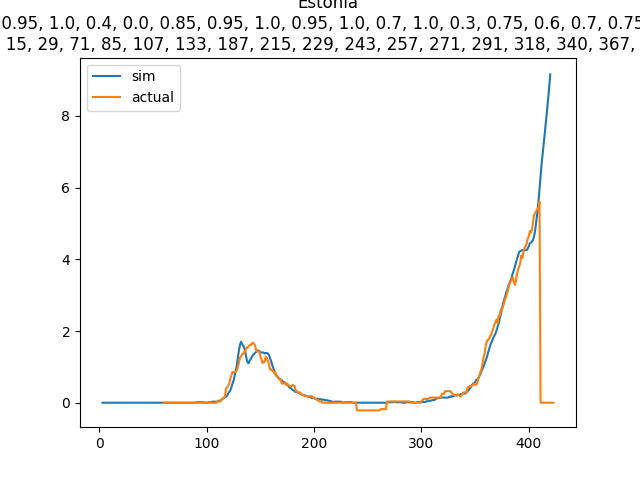 Estonia
0.95, 1.0, 0.4, 0.0, 0.85, 0.95, 1.0, 0.95, 1.0, 0.7, 1.0, 0.3, 0.75, 0.6, 0.7, 0.75
15, 29, 71, 85, 107, 133, 187, 215, 229, 243, 257, 271, 291, 318, 340, 367,
sim
actual
8
6
4
2
0
0 100 200 300 400